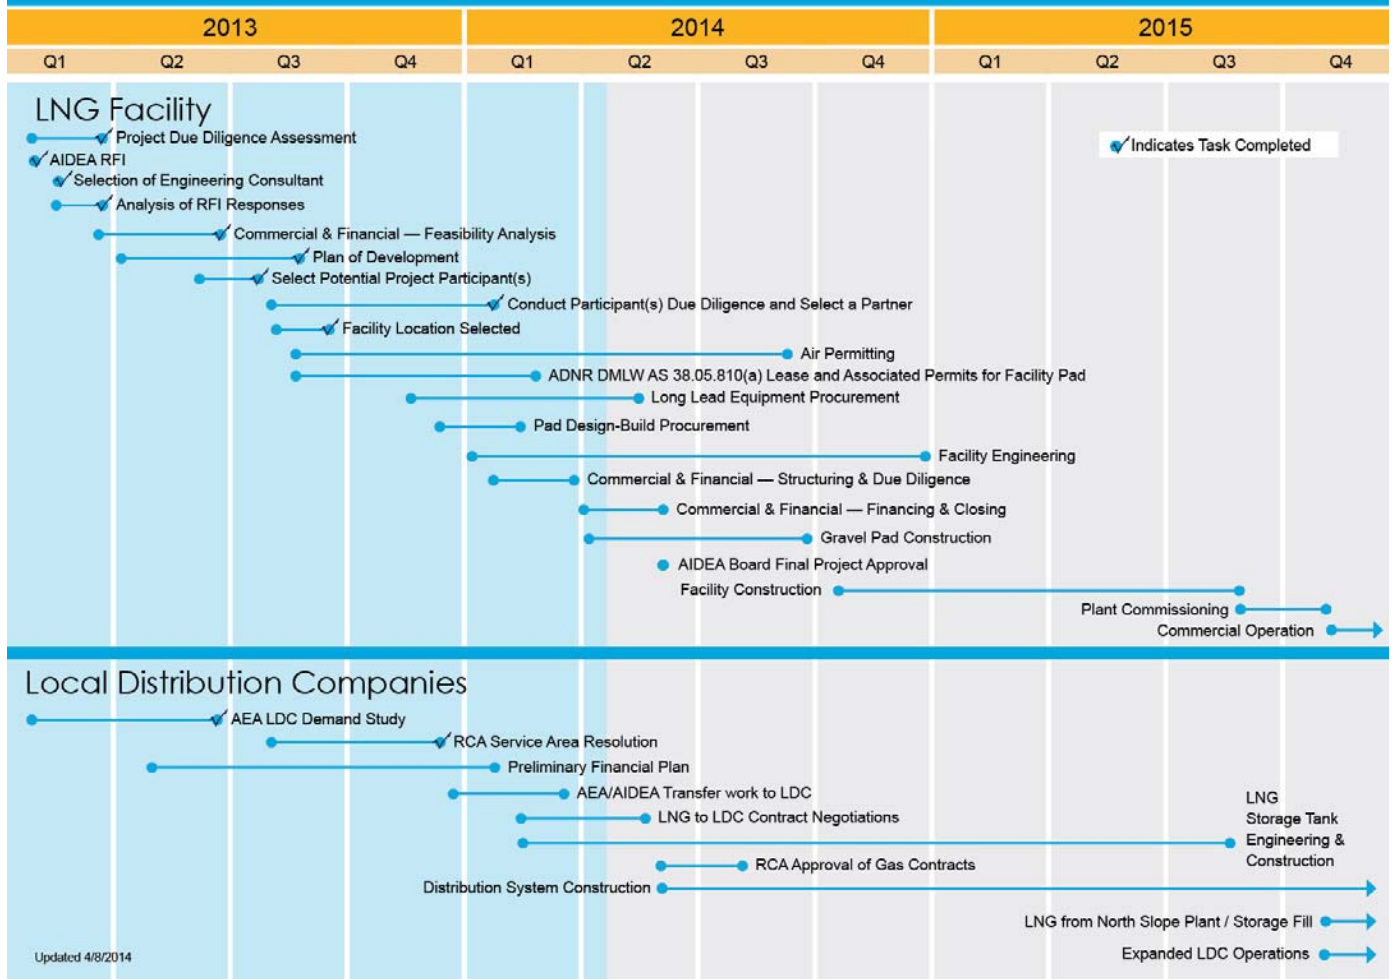 2013
2014
2015
Q1 Q2 Q3 Q4 Q1 Q2 Q3 Q4 Q1 Q2 Q3 Q4
LNG Facility
Project Due Diligence Assessment
Indicates Task Completed
AIDEA RFI
Selection of Engineering Consultant
Analysis of RFI Responses
Commercial & Financial — Feasibility Analysis
Plan of Development
Select Potential Project Participant(s)
Conduct Participant(s) Due Diligence and Select a Partner
Facility Location Selected
Air Permitting
ADNR DMLW AS 38.05.810(a) Lease and Associated Permits for Facility Pad
Long Lead Equipment Procurement
Pad Design-Build Procurement
Facility Engineering
Commercial & Financial — Structuring & Due Diligence
Commercial & Financial — Financing & Closing
Gravel Pad Construction
AIDEA Board Final Project Approval
Facility Construction
Plant Commissioning
Commercial Operation
Local Distribution Companies
AEA LDC Demand Study
RCA Service Area Resolution
Preliminary Financial Plan
AEA/AIDEA Transfer work to LDC
LNG to LDC Contract Negotiations
LNG
Storage Tank
Engineering &
Construction
RCA Approval of Gas Contracts
Distribution System Construction
LNG from North Slope Plant / Storage Fill
Expanded LDC Operations
Updated 4/8/2014